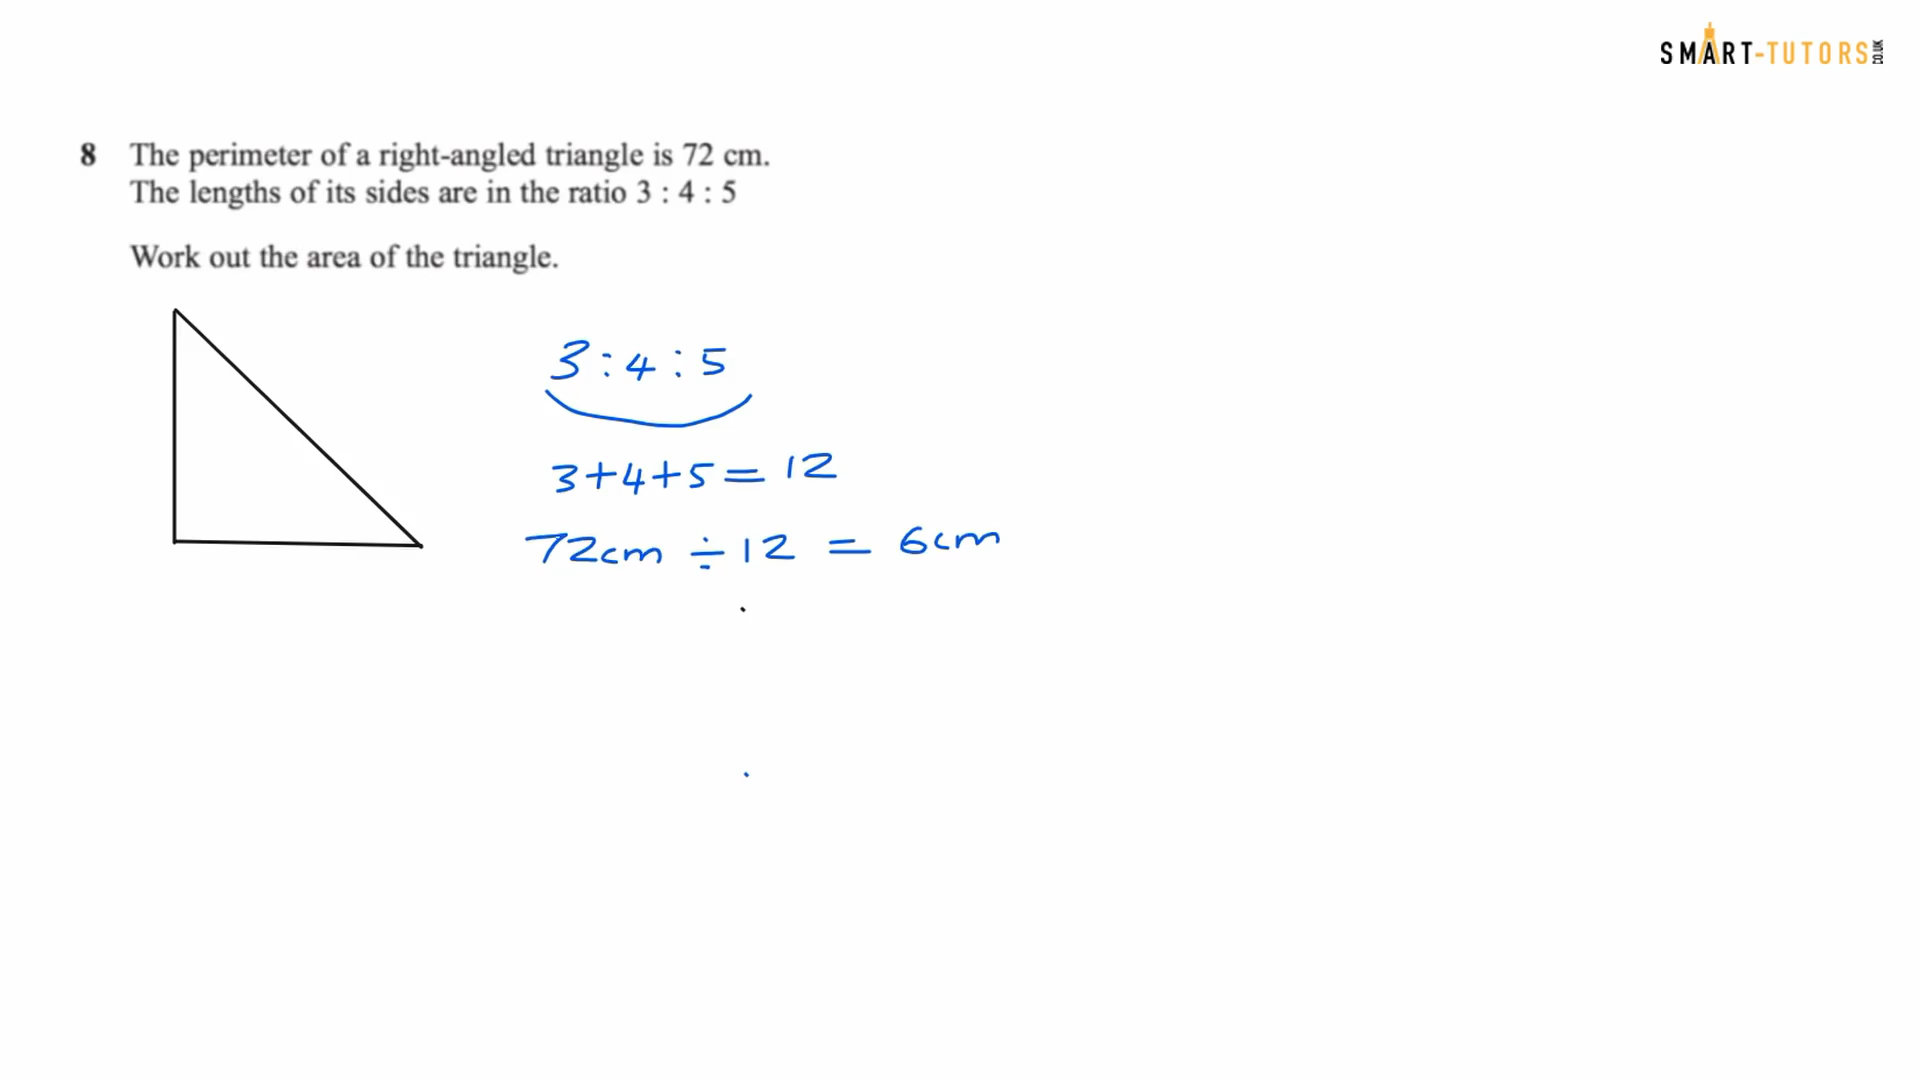 SMART-TUTORS.CO.UK
8 The perimeter of a right-angled triangle is 72 cm.
The lengths of its sides are in the ratio 3 : 4 : 5
Work out the area of the triangle.
3 : 4 : 5
3+4+5 = 12
72cm ÷ 12 = 6cm